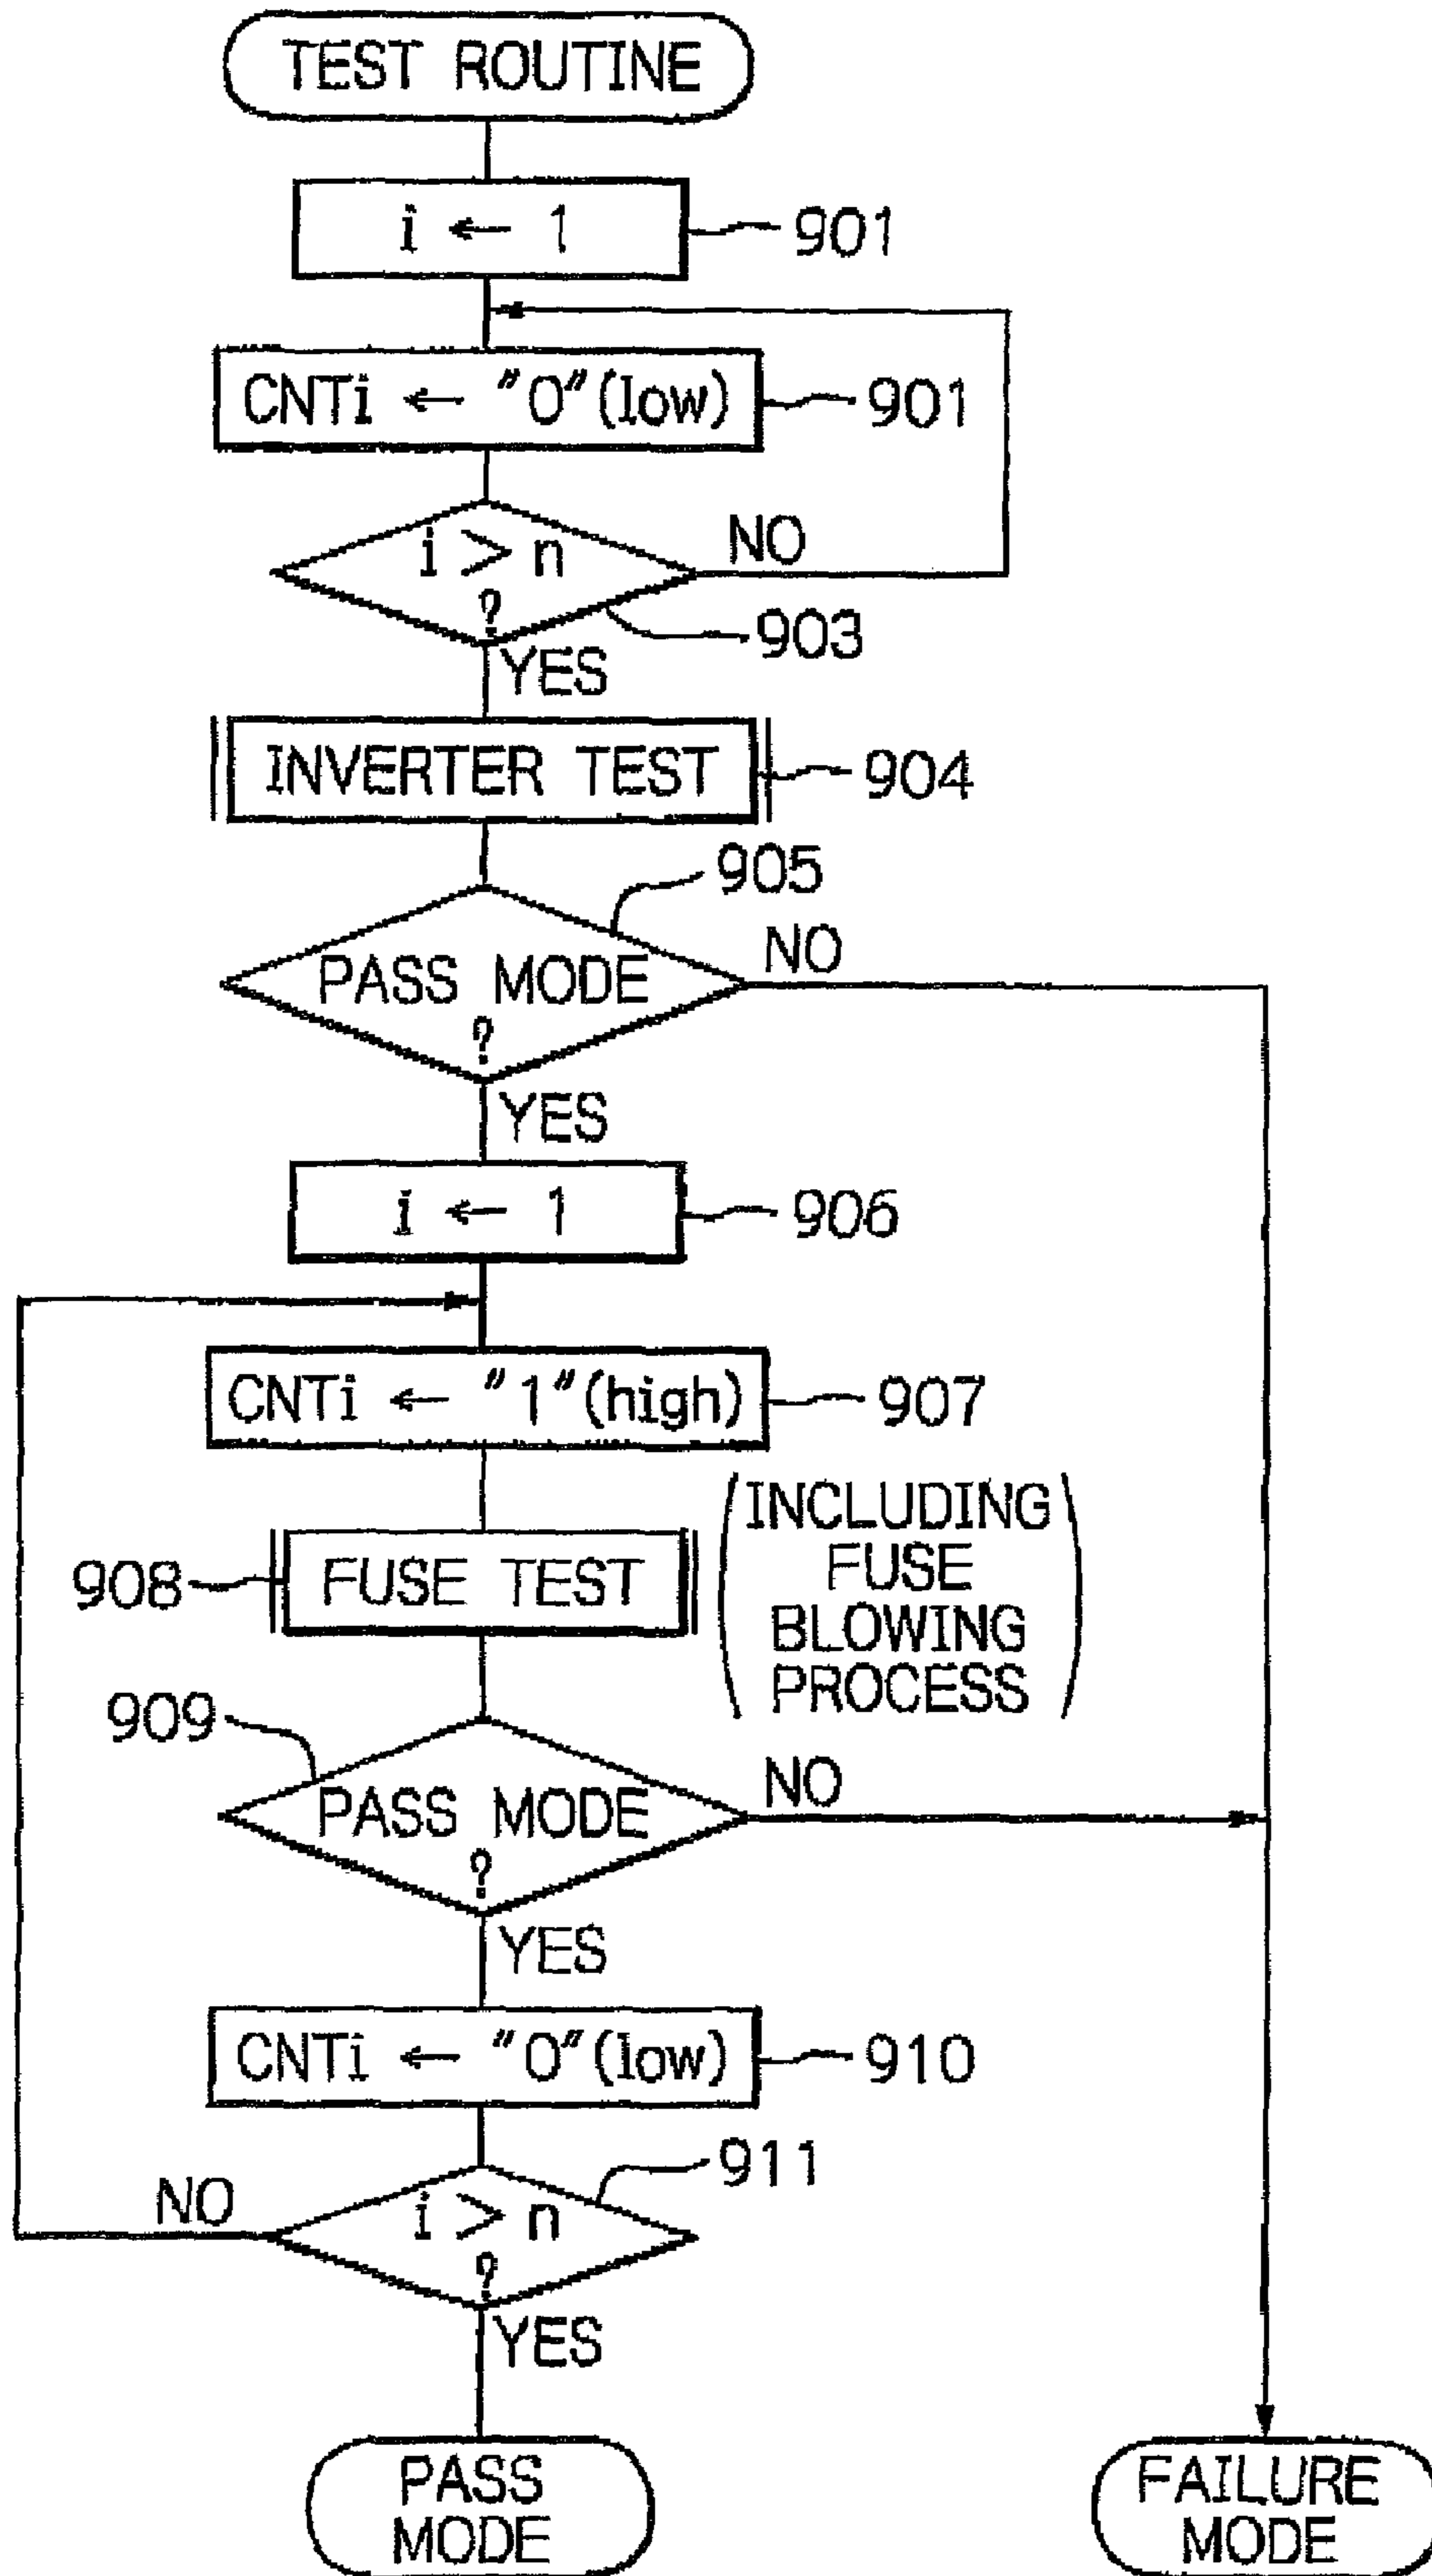 TEST ROUTINE
i ← 1
901
CNTi ← "0"(low)
901
i > n
?
NO
903
YES
INVERTER TEST
904
905
PASS MODE
?
NO
YES
i ← 1
906
CNTi ← "1"(high)
907
908
FUSE TEST
(INCLUDING
FUSE
BLOWING
PROCESS)
909
PASS MODE
?
NO
YES
CNTi ← "0"(low)
910
911
NO
i > n
?
YES
PASS
MODE
FAILURE
MODE